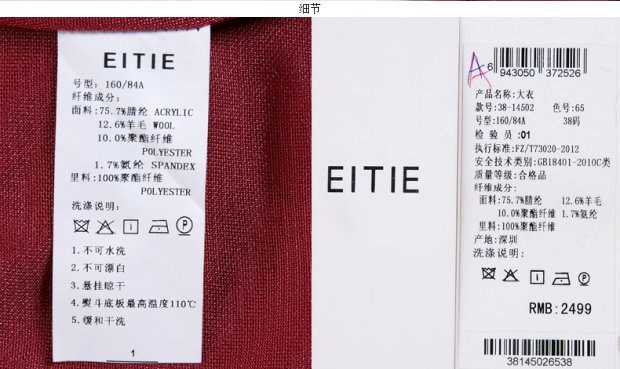 细节
EITIE
号型: 160/84A
纤维成分:
面料:75.7%腈纶 ACRYLIC
12.6%羊毛 WOOL
10.0%聚酯纤维
POLYESTER
1.7%氨纶 SPANDEX
里料:100%聚酯纤维
POLYESTER
洗涤说明:
P
1.不可水洗
2.不可漂白
3.悬挂晾干
4.熨斗底板最高温度110℃
5.缓和干洗
1
EITIE
A
6 943050 372526
产品名称:大衣
款号:38-14502 色号:65
号型:160/84A 38码
检 验 员:01
执行标准:FZ/T73020-2012
安全技术类别:GB18401-2010C类
质量等级:合格品
纤维成分:
面料:75.7%腈纶 12.6%羊毛
10.0%聚酯纤维 1.7%氨纶
里料:100%聚酯纤维
产地:深圳
洗涤说明:
P
RMB:2499
38145026538